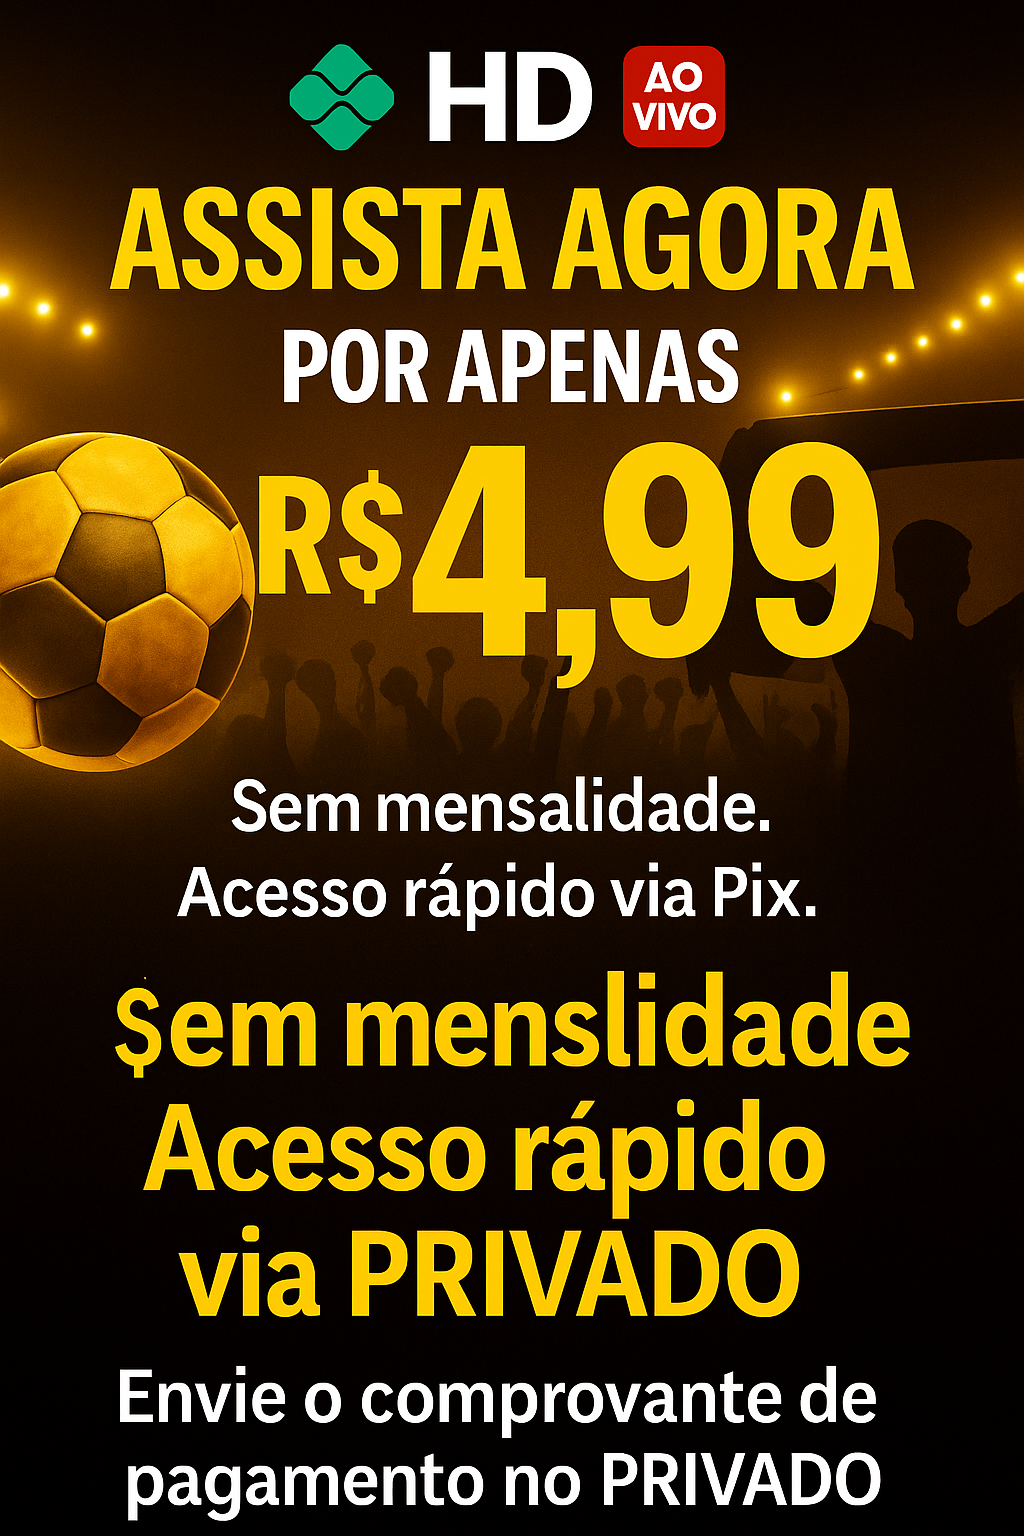 HD
AO
VIVO
ASSISTA AGORA
POR APENAS
R$4,99
Sem mensalidade.
Acesso rápido via Pix.
$em menslidade
Acesso rápido
via PRIVADO
Envie o comprovante de
pagamento no PRIVADO